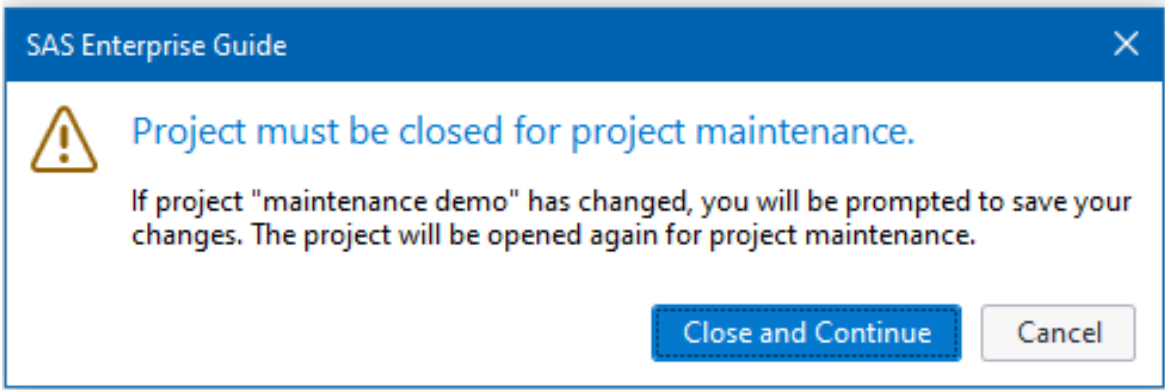 SAS Enterprise Guide
Project must be closed for project maintenance.
If project "maintenance demo" has changed, you will be prompted to save your
changes. The project will be opened again for project maintenance.
Close and Continue
Cancel